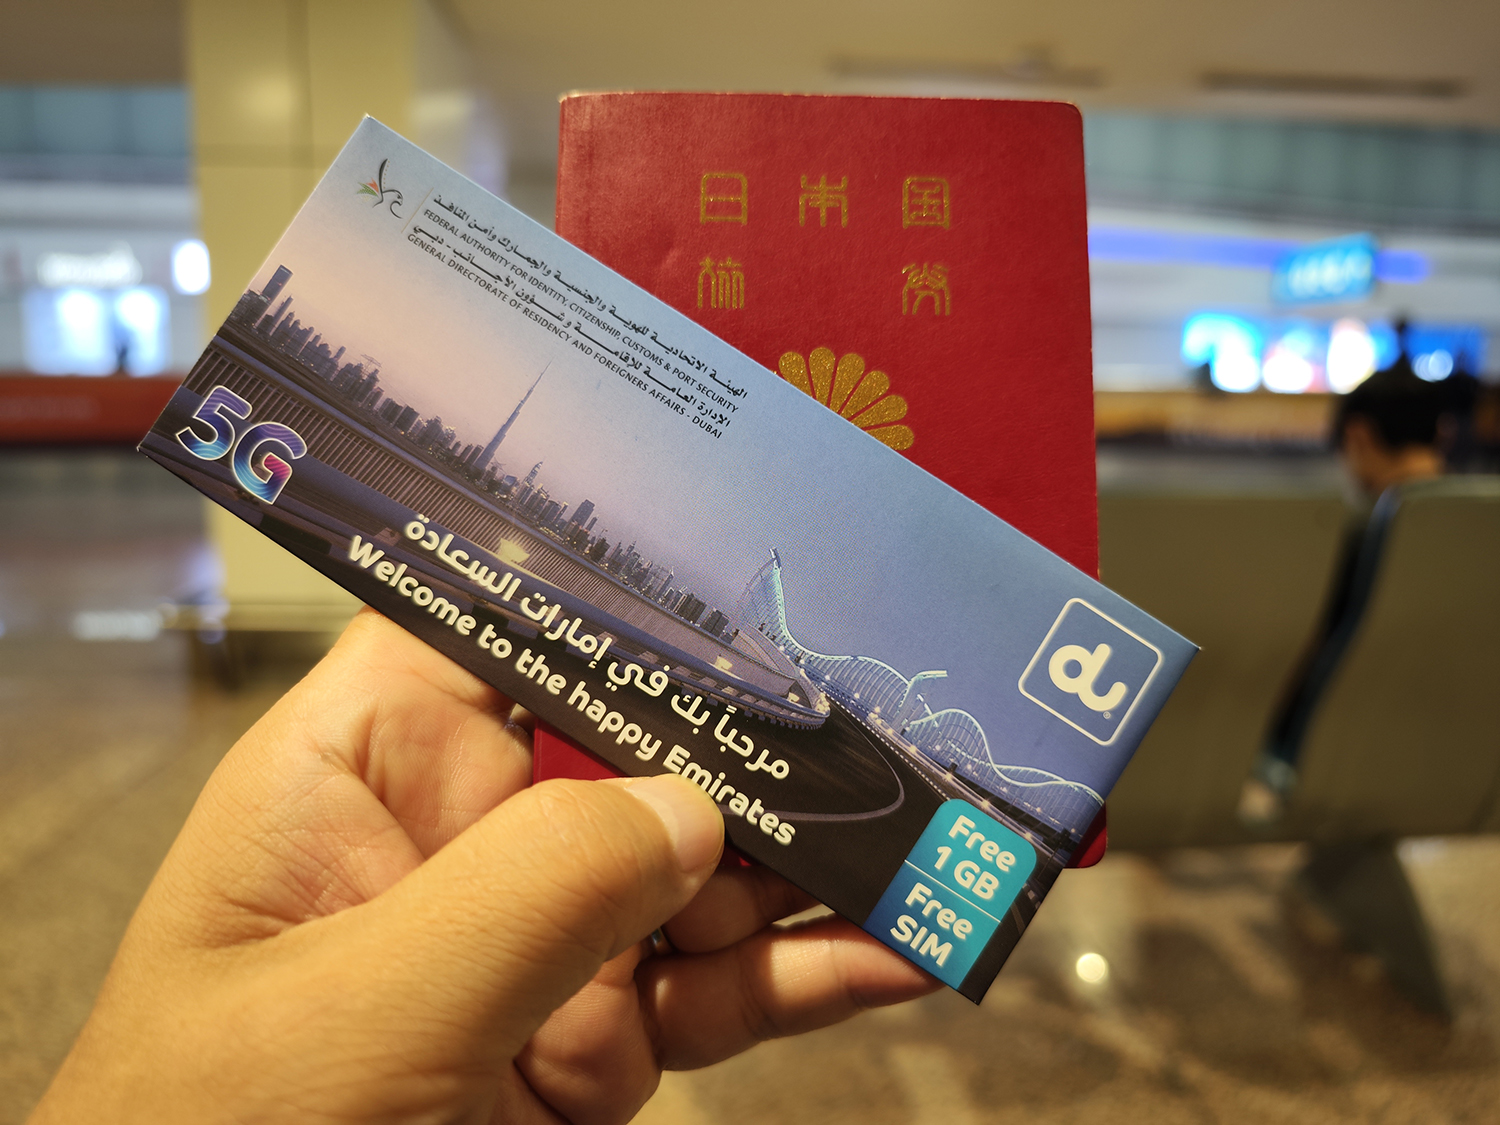 日本国
旅券
الهيئة الاتحادية للهوية والجنسية والجمارك وأمن المنافذ
FEDERAL AUTHORITY FOR IDENTITY, CITIZENSHIP, CUSTOMS & PORT SECURITY
الإدارة العامة للإقامة وشؤون الأجانب - دبي
GENERAL DIRECTORATE OF RESIDENCY AND FOREIGNERS AFFAIRS - DUBAI
5G
مرحباً بك في إمارات السعادة
Welcome to the happy Emirates
du
Free
1 GB
Free
SIM